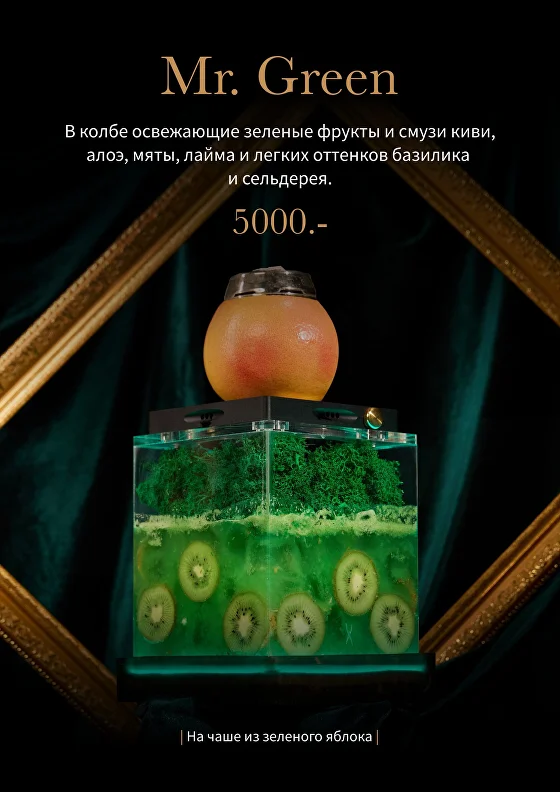 Mr. Green
В колбе освежающие зеленые фрукты и смузи киви,
алоэ, мяты, лайма и легких оттенков базилика
и сельдерея.
5000.-
| На чаше из зеленого яблока |